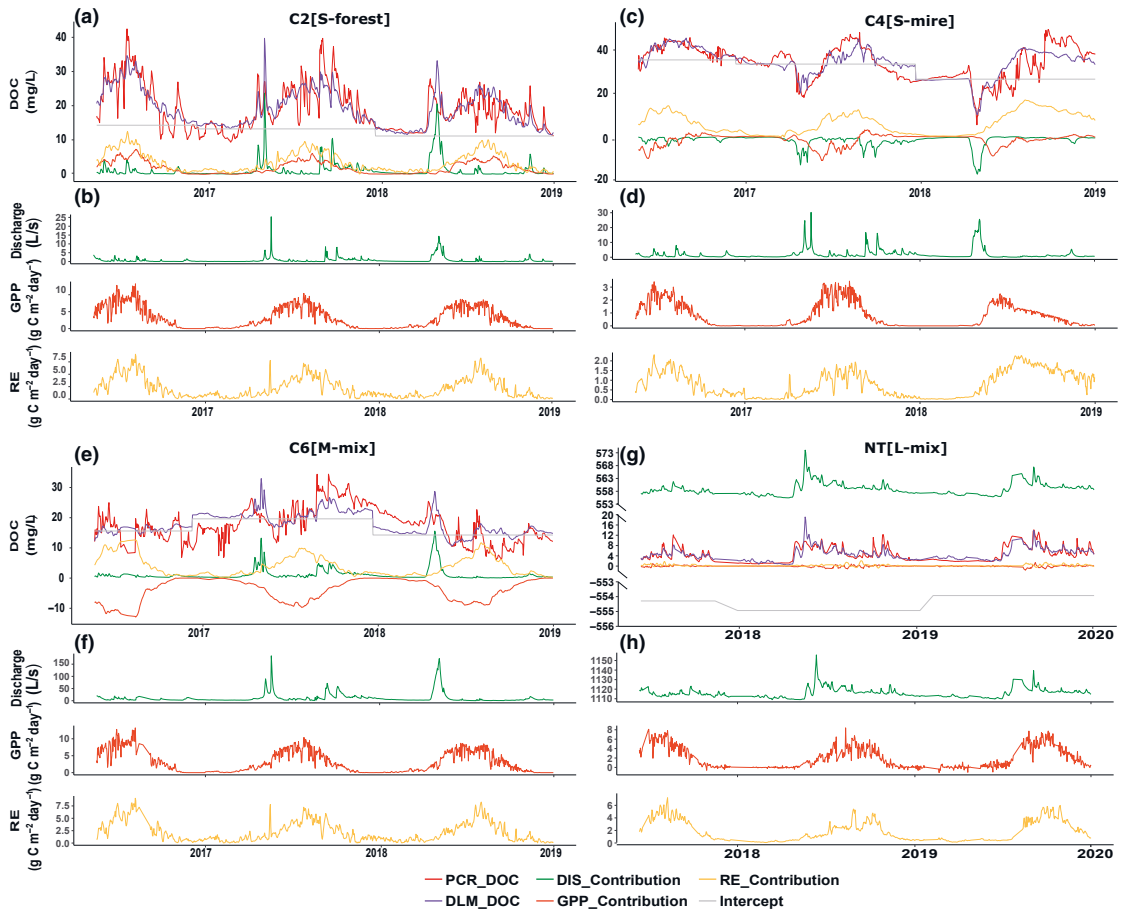 (a) C2[S-forest]
DOC (mg/L)
40
30
20
10
0
2017 2018 2019
(b)
Discharge (L/s)
25
20
15
10
5
0
2017 2018 2019
GPP (g C m−2 day−1)
10
5
0
RE (g C m−2 day−1)
7.5
5.0
2.5
0.0
2017 2018 2019
(c) C4[S-mire]
40
20
0
-20
2017 2018 2019
(d)
30
20
10
0
3
2
1
0
2.0
1.5
1.0
0.5
0.0
2017 2018 2019
(e) C6[M-mix]
DOC (mg/L)
30
20
10
0
−10
2017 2018 2019
(f)
Discharge (L/s)
150
100
50
0
GPP (g C m−2 day−1)
10
5
0
RE (g C m−2 day−1)
7.5
5.0
2.5
0.0
2017 2018 2019
(g) NT[L-mix]
573
568
563
558
553
20
16
12
8
4
0
−553
−554
−555
−556
2018 2019 2020
(h)
1150
1140
1130
1120
1110
8
6
4
2
0
6
4
2
0
2018 2019 2020
PCR_DOC DIS_Contribution RE_Contribution
DLM_DOC GPP_Contribution Intercept